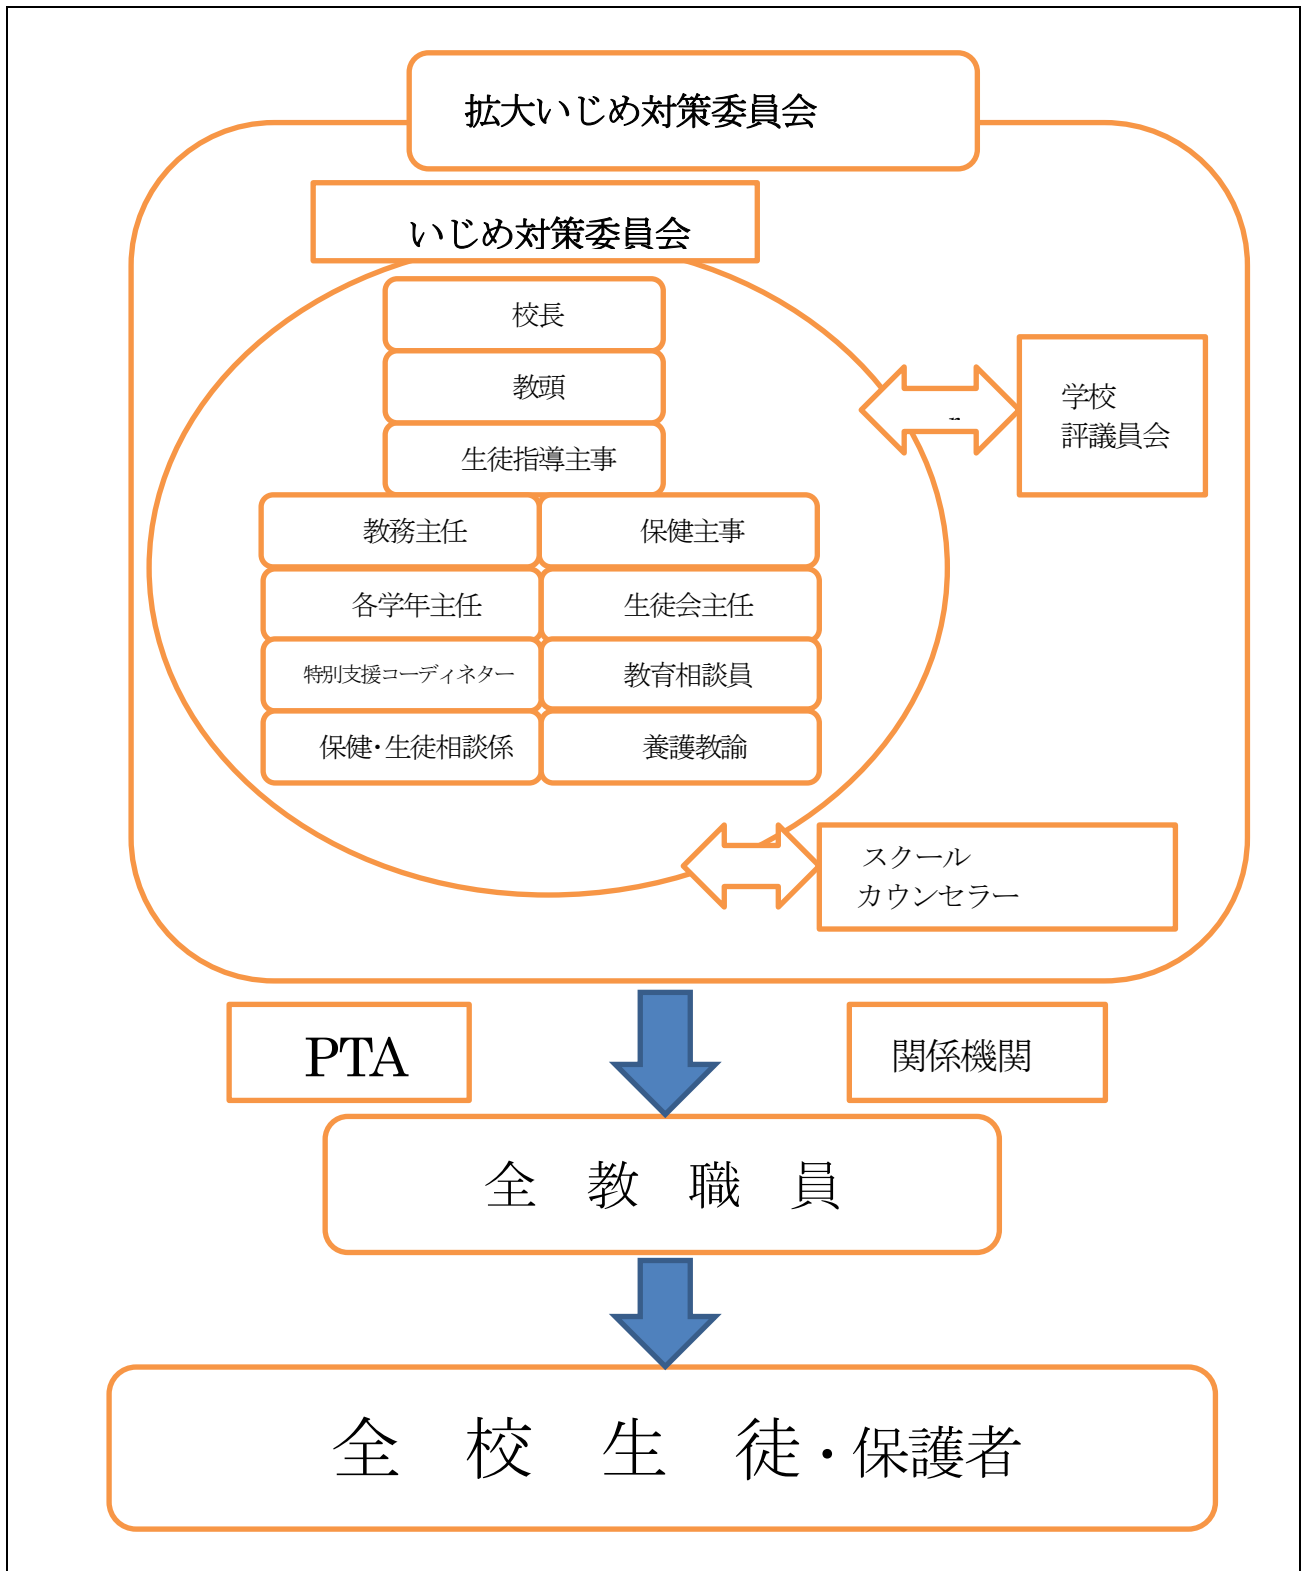 拡大いじめ対策委員会
いじめ対策委員会
校長
教頭
生徒指導主事
教務主任
保健主事
各学年主任
生徒会主任
特別支援コーディネター
教育相談員
保健・生徒相談係
養護教諭
学校
評議員会
スクール
カウンセラー
PTA
関係機関
全　教　職　員
全　校　生　徒・保護者